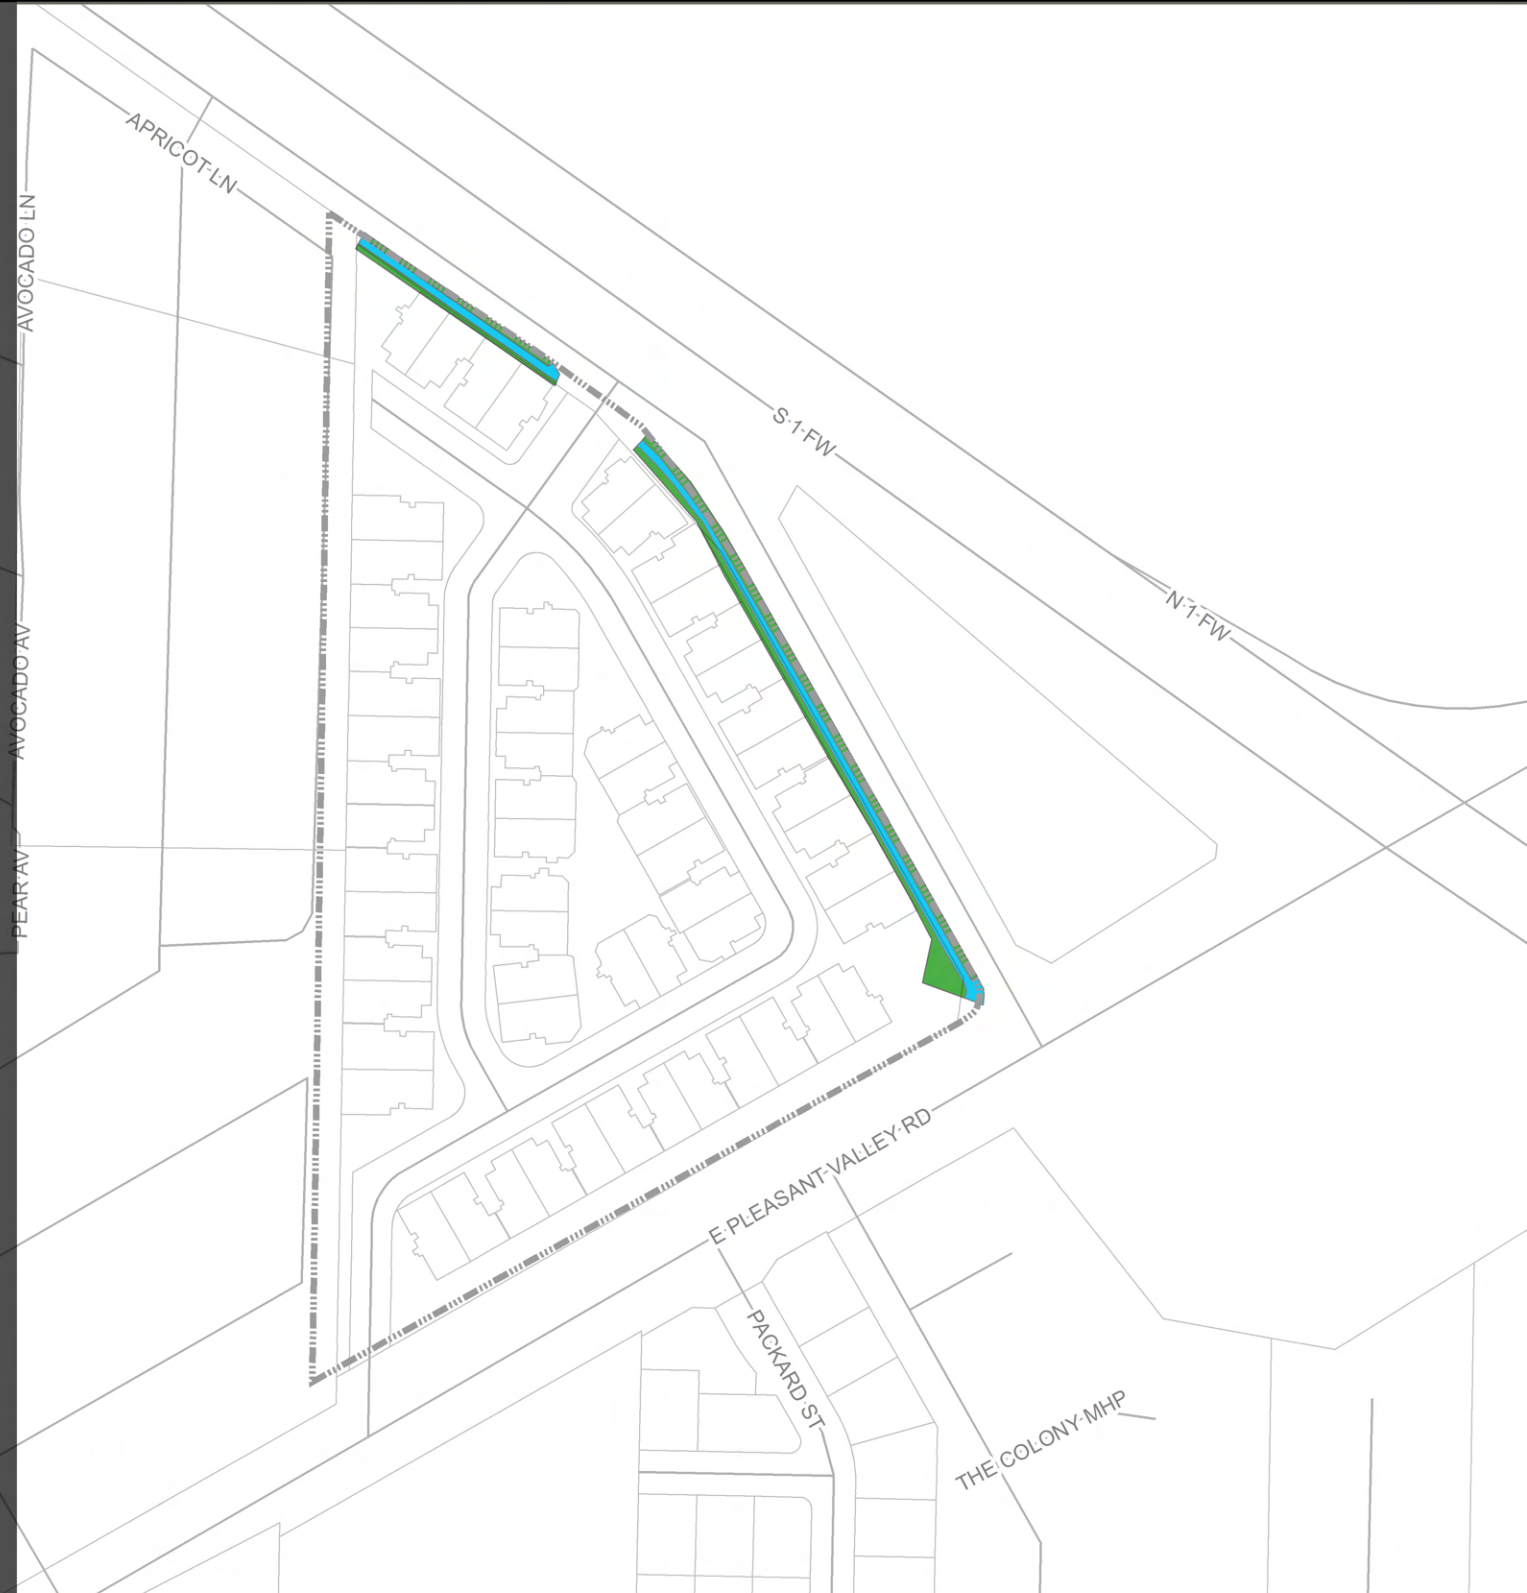 APRICOT LN
AVOCADO LN
S 1 FW
N 1 FW
AVOCADO AV
PEAR AV
E PLEASANT VALLEY RD
PACKARD ST
THE COLONY MHP